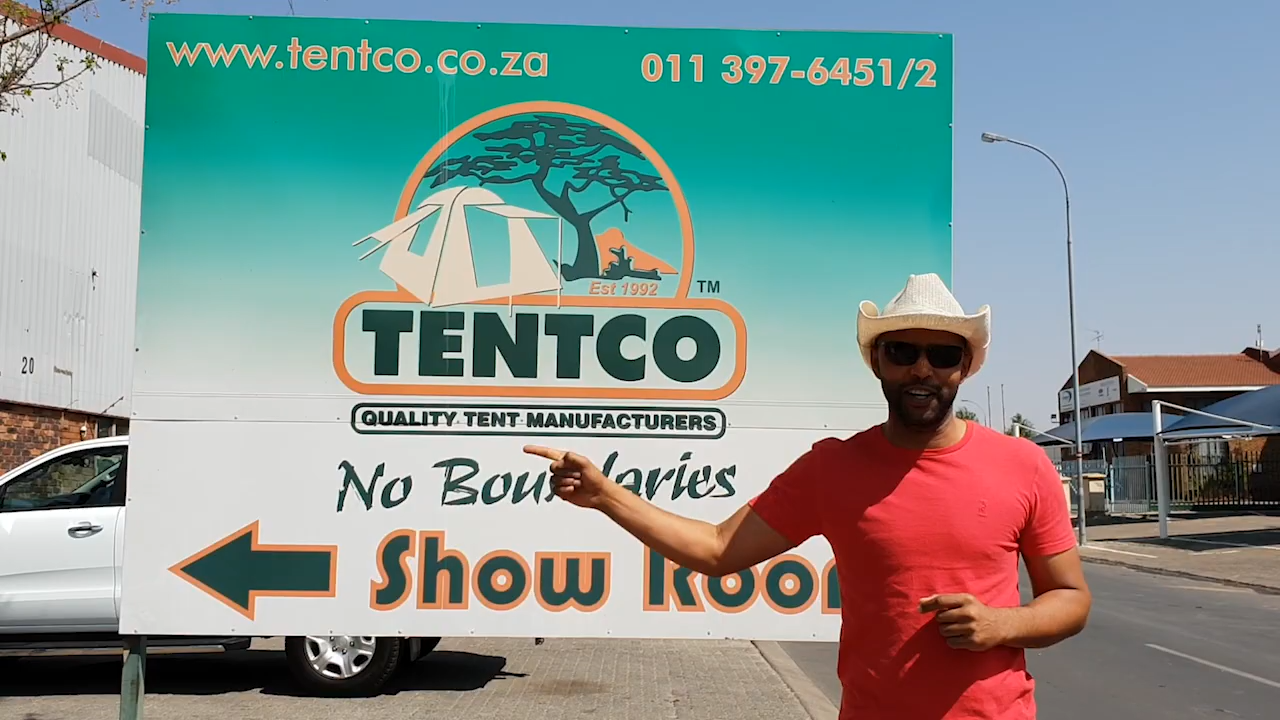 www.tentco.co.za 011 397-6451/2
Est 1992 TM
TENTCO
QUALITY TENT MANUFACTURERS
No
Show
20